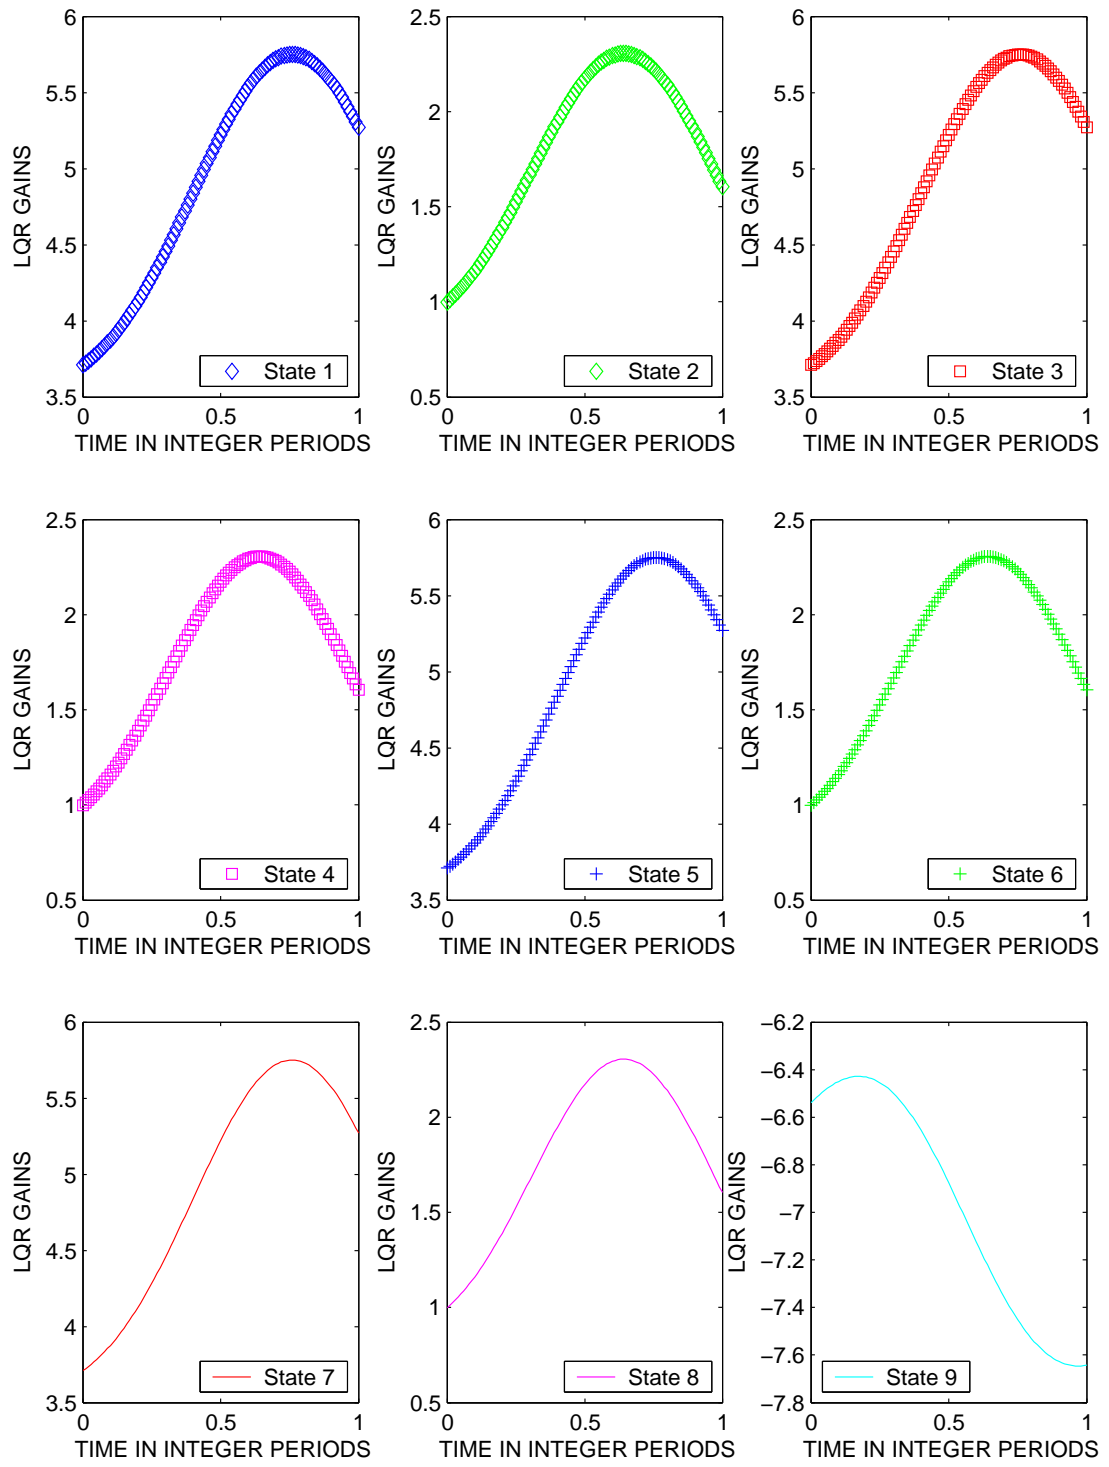 6
5.5
5
4.5
4
3.5
0
0.5
1
LQR GAINS
TIME IN INTEGER PERIODS
State 1
2.5
2
1.5
1
0.5
0
0.5
1
LQR GAINS
TIME IN INTEGER PERIODS
State 2
6
5.5
5
4.5
4
3.5
0
0.5
1
LQR GAINS
TIME IN INTEGER PERIODS
State 3
2.5
2
1.5
1
0.5
0
0.5
1
LQR GAINS
TIME IN INTEGER PERIODS
State 4
6
5.5
5
4.5
4
3.5
0
0.5
1
LQR GAINS
TIME IN INTEGER PERIODS
State 5
2.5
2
1.5
1
0.5
0
0.5
1
LQR GAINS
TIME IN INTEGER PERIODS
State 6
6
5.5
5
4.5
4
3.5
0
0.5
1
LQR GAINS
TIME IN INTEGER PERIODS
State 7
2.5
2
1.5
1
0.5
0
0.5
1
LQR GAINS
TIME IN INTEGER PERIODS
State 8
−6.2
−6.4
−6.6
−6.8
−7
−7.2
−7.4
−7.6
−7.8
0
0.5
1
LQR GAINS
TIME IN INTEGER PERIODS
State 9